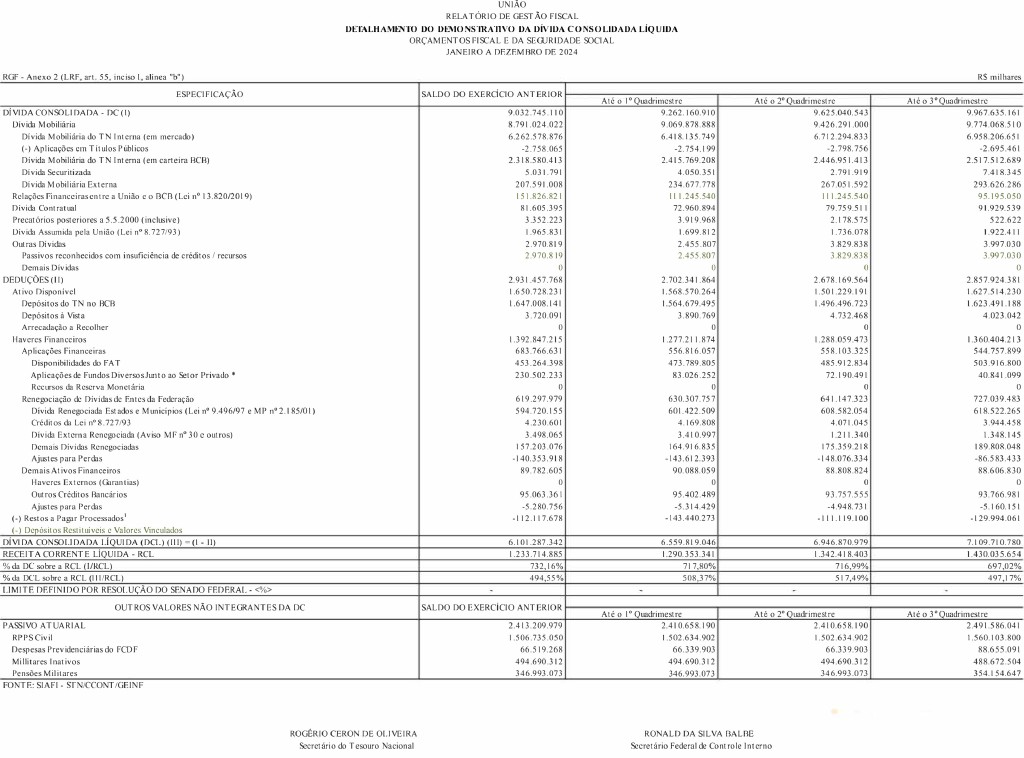 UNIÃO
RELATÓRIO DE GESTÃO FISCAL
DETALHAMENTO DO DEMONSTRATIVO DA DÍVIDA CONSOLIDADA LÍQUIDA
ORÇAMENTOS FISCAL E DA SEGURIDADE SOCIAL
JANEIRO A DEZEMBRO DE 2024
RGF - Anexo 2 (LRF, art. 55, inciso I, alínea "b") R$ milhares
ESPECIFICAÇÃO SALDO DO EXERCÍCIO ANTERIOR
Até o 1º Quadrimestre Até o 2º Quadrimestre Até o 3º Quadrimestre
DÍVIDA CONSOLIDADA - DC (I) 9.032.745.110 9.262.160.910 9.625.040.543 9.967.635.161
Dívida Mobiliária 8.791.024.022 9.069.878.888 9.426.291.000 9.774.068.510
Dívida Mobiliária do TN Interna (em mercado) 6.262.578.876 6.418.135.749 6.712.294.833 6.958.206.651
(-) Aplicações em Títulos Públicos -2.758.065 -2.754.199 -2.798.756 -2.695.461
Dívida Mobiliária do TN Interna (em carteira BCB) 2.318.580.413 2.415.769.208 2.446.951.413 2.517.512.689
Dívida Securitizada 5.031.791 4.050.351 2.791.919 7.418.345
Dívida Mobiliária Externa 207.591.008 234.677.778 267.051.592 293.626.286
Relações Financeiras entre a União e o BCB (Lei nº 13.820/2019) 151.826.821 111.245.540 111.245.540 95.195.050
Dívida Contratual 81.605.395 72.960.894 79.759.511 91.929.539
Precatórios posteriores a 5.5.2000 (inclusive) 3.352.223 3.919.968 2.178.575 522.622
Dívida Assumida pela União (Lei nº 8.727/93) 1.965.831 1.699.812 1.736.078 1.922.411
Outras Dívidas 2.970.819 2.455.807 3.829.838 3.997.030
Passivos reconhecidos com insuficiência de créditos / recursos 2.970.819 2.455.807 3.829.838 3.997.030
Demais Dívidas 0 0 0 0
DEDUÇÕES (II) 2.931.457.768 2.702.341.864 2.678.169.564 2.857.924.381
Ativo Disponível 1.650.728.231 1.568.570.264 1.501.229.191 1.627.514.230
Depósitos do TN no BCB 1.647.008.141 1.564.679.495 1.496.496.723 1.623.491.188
Depósitos à Vista 3.720.091 3.890.769 4.732.468 4.023.042
Arrecadação a Recolher 0 0 0 0
Haveres Financeiros 1.392.847.215 1.277.211.874 1.288.059.473 1.360.404.213
Aplicações Financeiras 683.766.631 556.816.057 558.103.325 544.757.899
Disponibilidades do FAT 453.264.398 473.789.805 485.912.834 503.916.800
Aplicações de Fundos Diversos Junto ao Setor Privado * 230.502.233 83.026.252 72.190.491 40.841.099
Recursos da Reserva Monetária 0 0 0 0
Renegociação de Dívidas de Entes da Federação 619.297.979 630.307.757 641.147.323 727.039.483
Dívida Renegociada Estados e Municípios (Lei nº 9.496/97 e MP nº 2.185/01) 594.720.155 601.422.509 608.582.054 618.522.265
Créditos da Lei nº 8.727/93 4.230.601 4.169.808 4.071.045 3.944.458
Dívida Externa Renegociada (Aviso MF nº 30 e outros) 3.498.065 3.410.997 1.211.340 1.348.145
Demais Dívidas Renegociadas 157.203.076 164.916.835 175.359.218 189.808.048
Ajustes para Perdas -140.353.918 -143.612.393 -148.076.334 -86.583.433
Demais Ativos Financeiros 89.782.605 90.088.059 88.808.824 88.606.830
Haveres Externos (Garantias) 0 0 0 0
Outros Créditos Bancários 95.063.361 95.402.489 93.757.555 93.766.981
Ajustes para Perdas -5.280.756 -5.314.429 -4.948.731 -5.160.151
(-) Restos a Pagar Processados¹ -112.117.678 -143.440.273 -111.119.100 -129.994.061
(-) Depósitos Restituíveis e Valores Vinculados
DÍVIDA CONSOLIDADA LÍQUIDA (DCL) (III) = (I - II) 6.101.287.342 6.559.819.046 6.946.870.979 7.109.710.780
RECEITA CORRENTE LÍQUIDA - RCL 1.233.714.885 1.290.353.341 1.342.418.403 1.430.035.654
% da DC sobre a RCL (I/RCL) 732,16% 717,80% 716,99% 697,02%
% da DCL sobre a RCL (III/RCL) 494,55% 508,37% 517,49% 497,17%
LIMITE DEFINIDO POR RESOLUÇÃO DO SENADO FEDERAL - <%> - - - -
OUTROS VALORES NÃO INTEGRANTES DA DC SALDO DO EXERCÍCIO ANTERIOR
Até o 1º Quadrimestre Até o 2º Quadrimestre Até o 3º Quadrimestre
PASSIVO ATUARIAL 2.413.209.979 2.410.658.190 2.410.658.190 2.491.586.041
RPPS Civil 1.506.735.050 1.502.634.902 1.502.634.902 1.560.103.800
Despesas Previdenciárias do FCDF 66.519.268 66.339.903 66.339.903 88.655.091
Millitares Inativos 494.690.312 494.690.312 494.690.312 488.672.504
Pensões Militares 346.993.073 346.993.073 346.993.073 354.154.647
FONTE: SIAFI - STN/CCONT/GEINF
ROGÉRIO CERON DE OLIVEIRA RONALD DA SILVA BALBE
Secretário do Tesouro Nacional Secretário Federal de Controle Interno